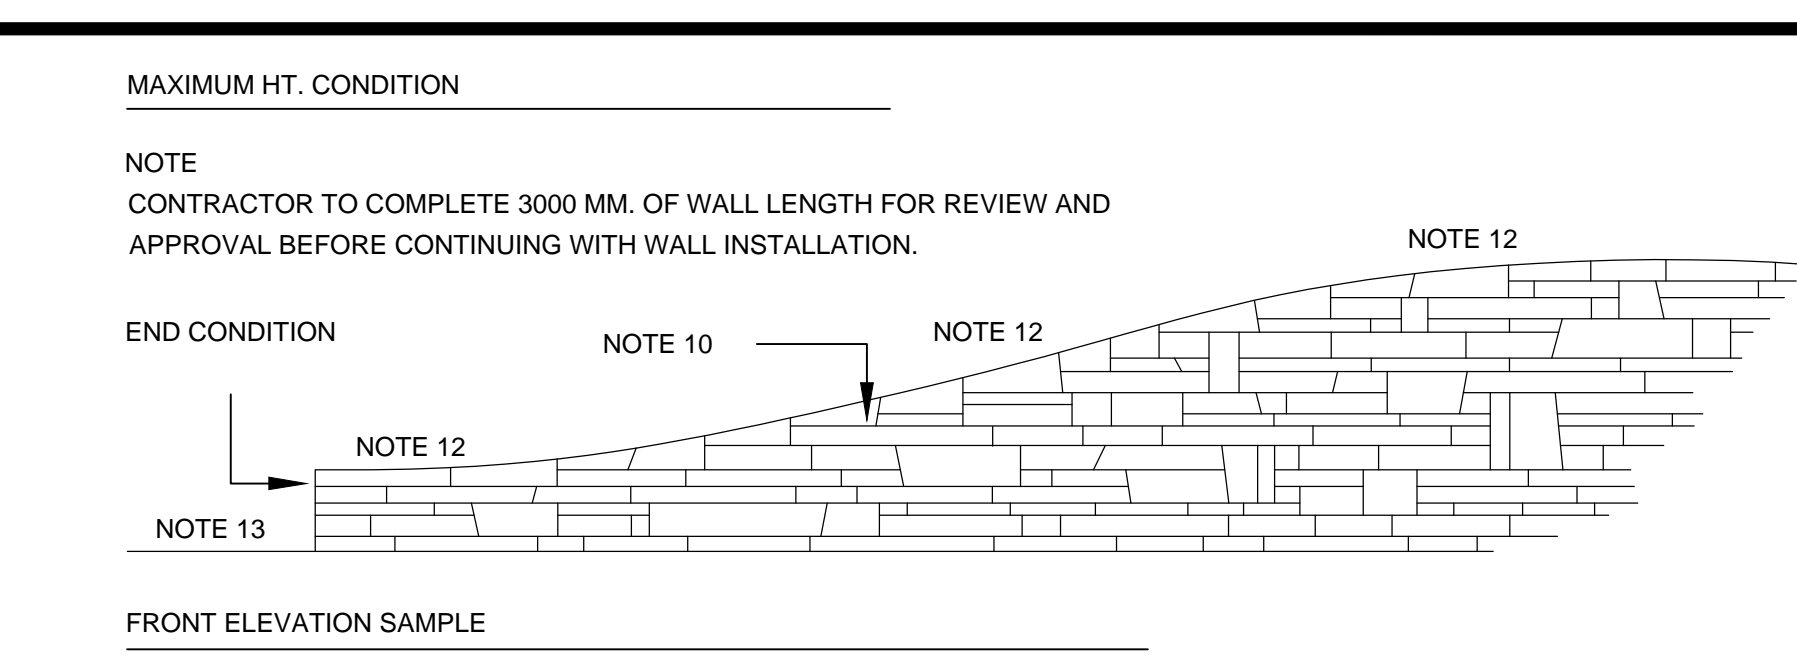 MAXIMUM HT. CONDITION
NOTE
CONTRACTOR TO COMPLETE 3000 MM. OF WALL LENGTH FOR REVIEW AND
APPROVAL BEFORE CONTINUING WITH WALL INSTALLATION.
NOTE 12
END CONDITION
NOTE 10
NOTE 12
NOTE 12
NOTE 13
FRONT ELEVATION SAMPLE